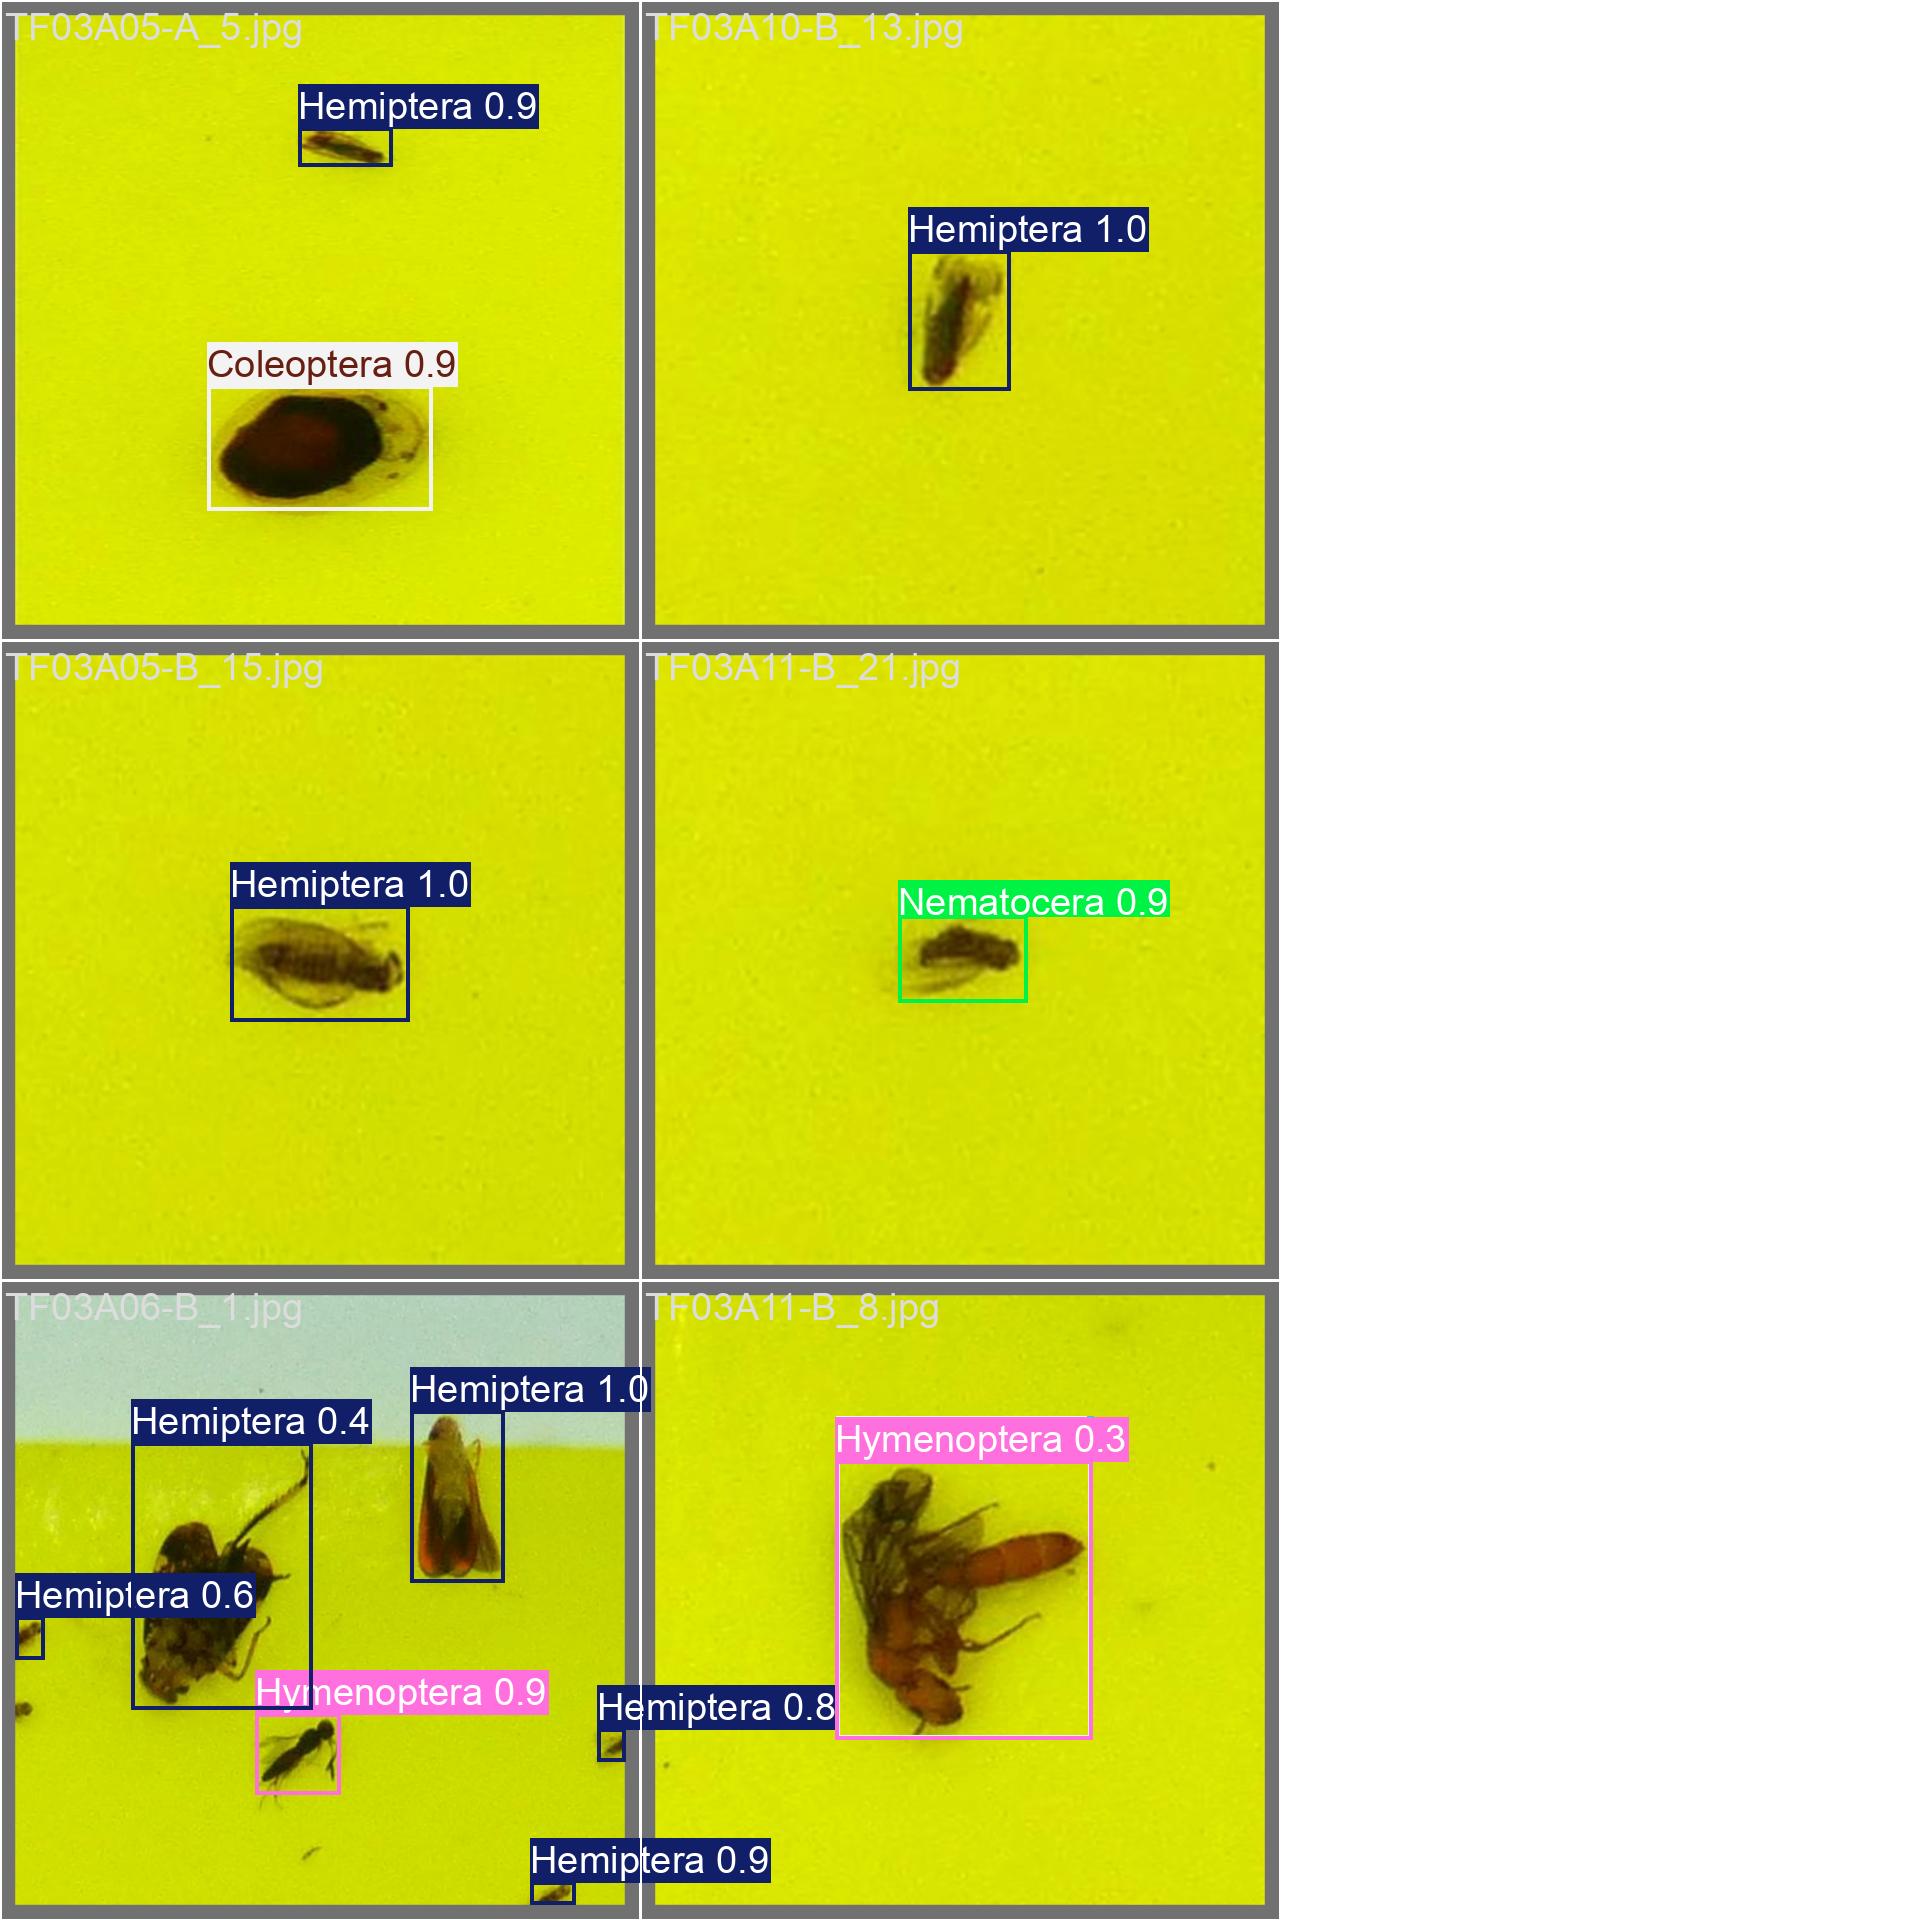 TF03A05-A_5.jpg
Hemiptera 0.9
Coleoptera 0.9
TF03A10-B_13.jpg
Hemiptera 1.0
TF03A05-B_15.jpg
Hemiptera 1.0
TF03A11-B_21.jpg
Nematocera 0.9
TF03A06-B_1.jpg
Hemiptera 1.0
Hemiptera 0.4
Hemiptera 0.6
Hymenoptera 0.9
Hemiptera 0.8
Hemiptera 0.9
TF03A11-B_8.jpg
Hymenoptera 0.3